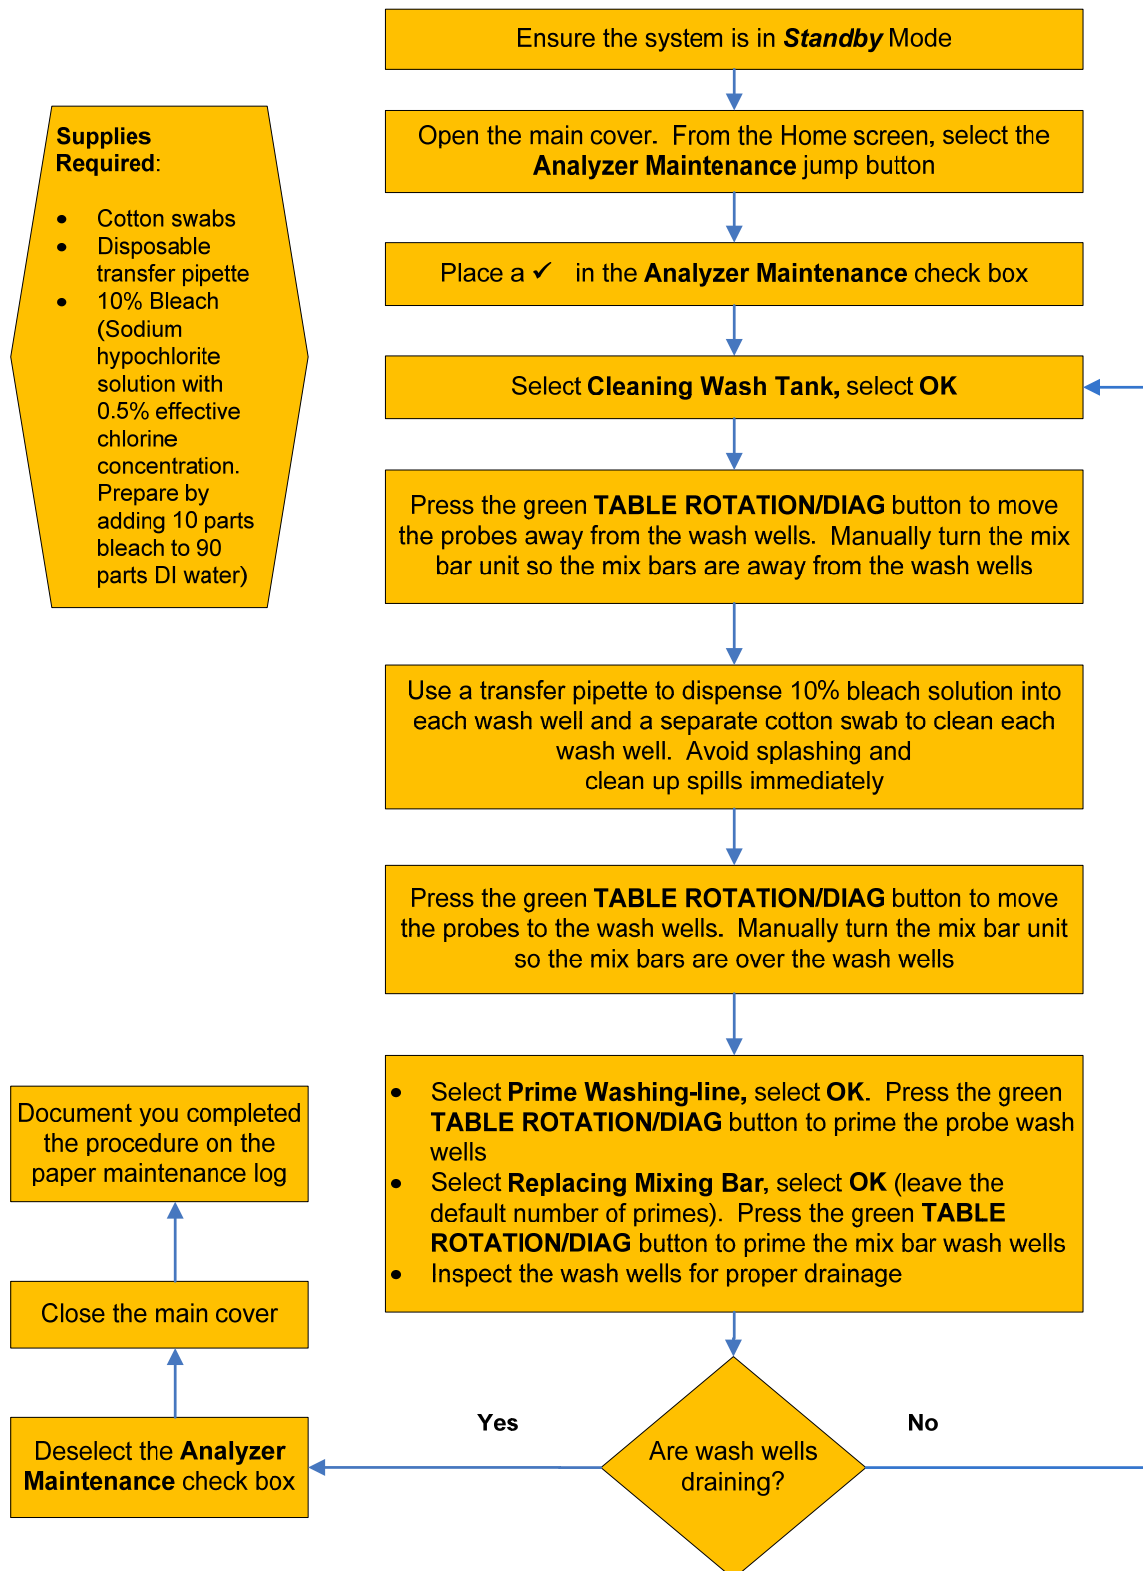 Ensure the system is in Standby Mode
Open the main cover.  From the Home screen, select the
Analyzer Maintenance jump button
Place a ✓ in the Analyzer Maintenance check box
Select Cleaning Wash Tank, select OK
Press the green TABLE ROTATION/DIAG button to move
the probes away from the wash wells.  Manually turn the mix
bar unit so the mix bars are away from the wash wells
Use a transfer pipette to dispense 10% bleach solution into
each wash well and a separate cotton swab to clean each
wash well.  Avoid splashing and
clean up spills immediately
Press the green TABLE ROTATION/DIAG button to move
the probes to the wash wells.  Manually turn the mix bar unit
so the mix bars are over the wash wells
• Select Prime Washing-line, select OK.  Press the green
TABLE ROTATION/DIAG button to prime the probe wash
wells
• Select Replacing Mixing Bar, select OK (leave the
default number of primes).  Press the green TABLE
ROTATION/DIAG button to prime the mix bar wash wells
• Inspect the wash wells for proper drainage
Are wash wells
draining?
Yes
No
Deselect the Analyzer
Maintenance check box
Close the main cover
Document you completed
the procedure on the
paper maintenance log
Supplies
Required:
• Cotton swabs
• Disposable
transfer pipette
• 10% Bleach
(Sodium
hypochlorite
solution with
0.5% effective
chlorine
concentration.
Prepare by
adding 10 parts
bleach to 90
parts DI water)